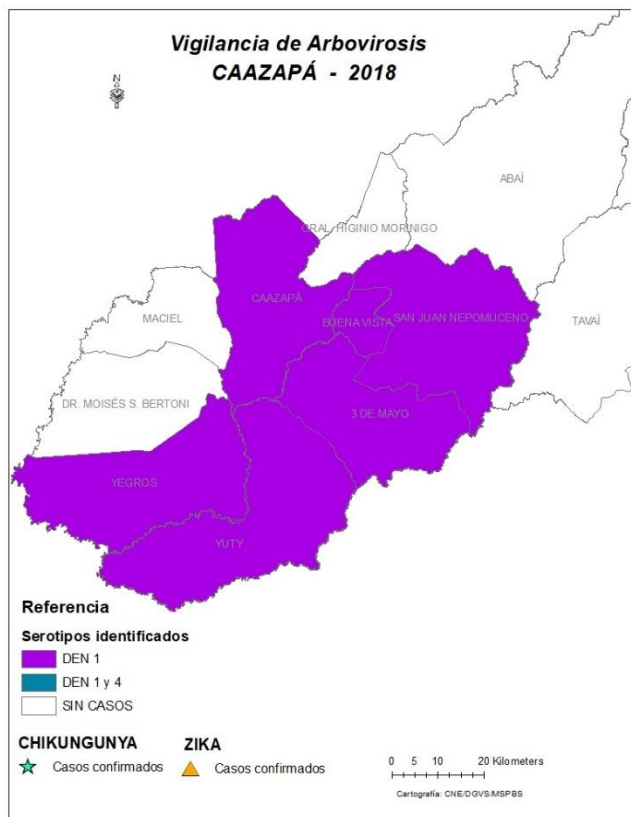 Vigilancia de Arbovirosis
CAAZAPÁ - 2018
N
ABAÍ
GRAL. HIGINIO MORINIGO
CAAZAPÁ
MACIEL
BUENA VISTA
SAN JUAN NEPOMUCENO
TAVAÍ
DR. MOISÉS S. BERTONI
3 DE MAYO
YEGROS
YUTY
Referencia
Serotipos identificados
DEN 1
DEN 1 y 4
SIN CASOS
CHIKUNGUNYA
Casos confirmados
ZIKA
Casos confirmados
0 5 10 20 Kilometers
Cartografía: CNE/DGVS/MSPBS